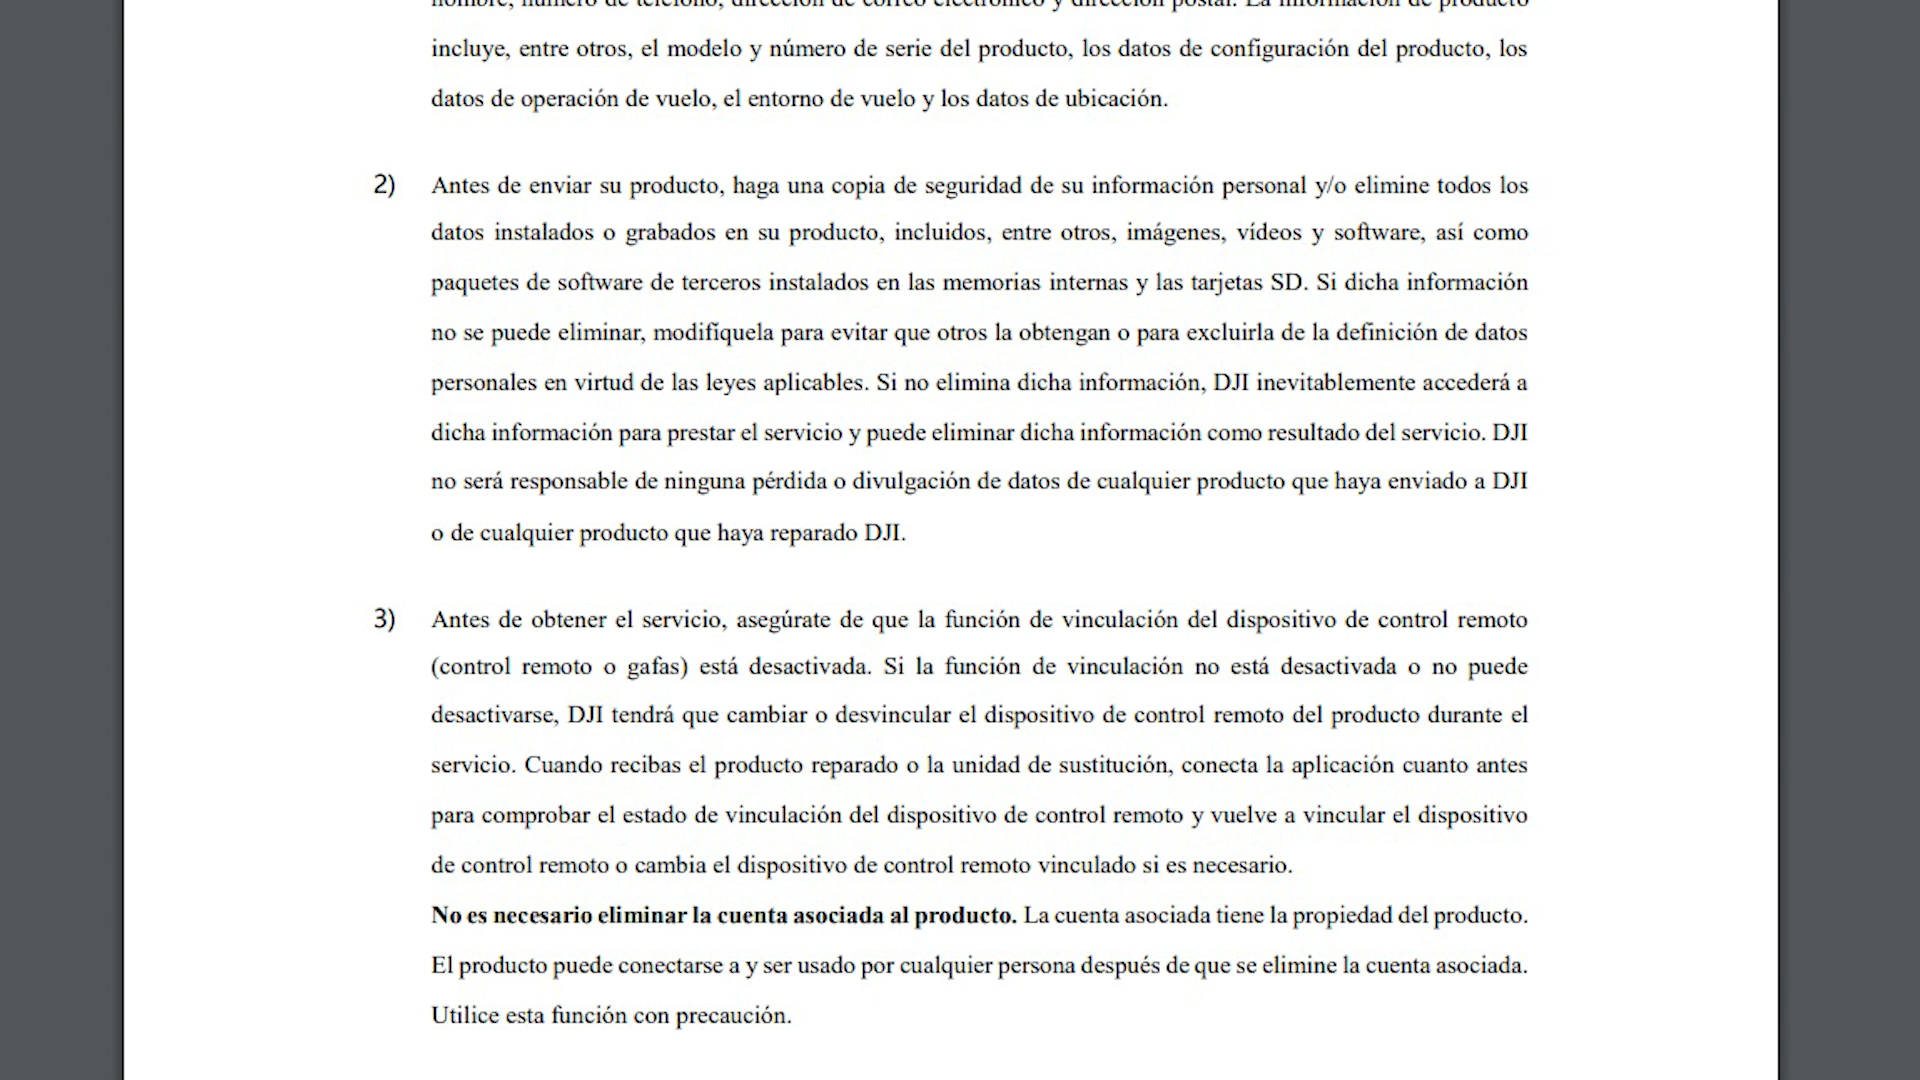 nombre, número de teléfono, dirección de correo electrónico y dirección postal. La información de producto
incluye, entre otros, el modelo y número de serie del producto, los datos de configuración del producto, los
datos de operación de vuelo, el entorno de vuelo y los datos de ubicación.
2) Antes de enviar su producto, haga una copia de seguridad de su información personal y/o elimine todos los
datos instalados o grabados en su producto, incluidos, entre otros, imágenes, vídeos y software, así como
paquetes de software de terceros instalados en las memorias internas y las tarjetas SD. Si dicha información
no se puede eliminar, modifíquela para evitar que otros la obtengan o para excluirla de la definición de datos
personales en virtud de las leyes aplicables. Si no elimina dicha información, DJI inevitablemente accederá a
dicha información para prestar el servicio y puede eliminar dicha información como resultado del servicio. DJI
no será responsable de ninguna pérdida o divulgación de datos de cualquier producto que haya enviado a DJI
o de cualquier producto que haya reparado DJI.
3) Antes de obtener el servicio, asegúrate de que la función de vinculación del dispositivo de control remoto
(control remoto o gafas) está desactivada. Si la función de vinculación no está desactivada o no puede
desactivarse, DJI tendrá que cambiar o desvincular el dispositivo de control remoto del producto durante el
servicio. Cuando recibas el producto reparado o la unidad de sustitución, conecta la aplicación cuanto antes
para comprobar el estado de vinculación del dispositivo de control remoto y vuelve a vincular el dispositivo
de control remoto o cambia el dispositivo de control remoto vinculado si es necesario.
No es necesario eliminar la cuenta asociada al producto. La cuenta asociada tiene la propiedad del producto.
El producto puede conectarse a y ser usado por cualquier persona después de que se elimine la cuenta asociada.
Utilice esta función con precaución.